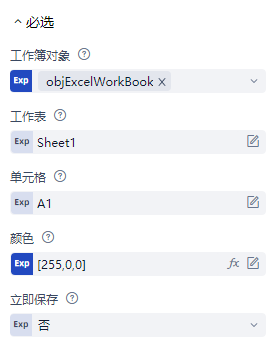 必选
工作簿对象
Exp objExcelWorkBook ×
工作表
Exp Sheet1
单元格
Exp A1
颜色
Exp [255,0,0] fx
立即保存
Exp 否